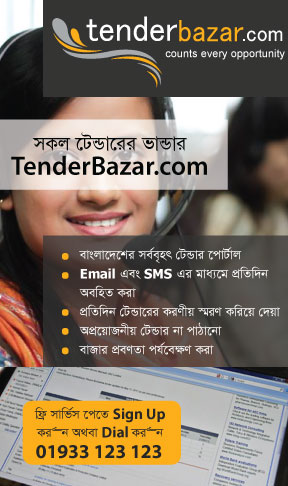 tenderbazar.com
counts every opportunity
সকল টেন্ডারের ভান্ডার
TenderBazar.com
বাংলাদেশের সর্ববৃহৎ টেন্ডার পোর্টাল
Email এবং SMS এর মাধ্যমে প্রতিদিন
অবহিত করা
প্রতিদিন টেন্ডারের করণীয় স্মরণ করিয়ে দেয়া
অপ্রয়োজনীয় টেন্ডার না পাঠানো
বাজার প্রবণতা পর্যবেক্ষণ করা
ফ্রি সার্ভিস পেতে Sign Up
করুন অথবা Dial করুন
01933 123 123